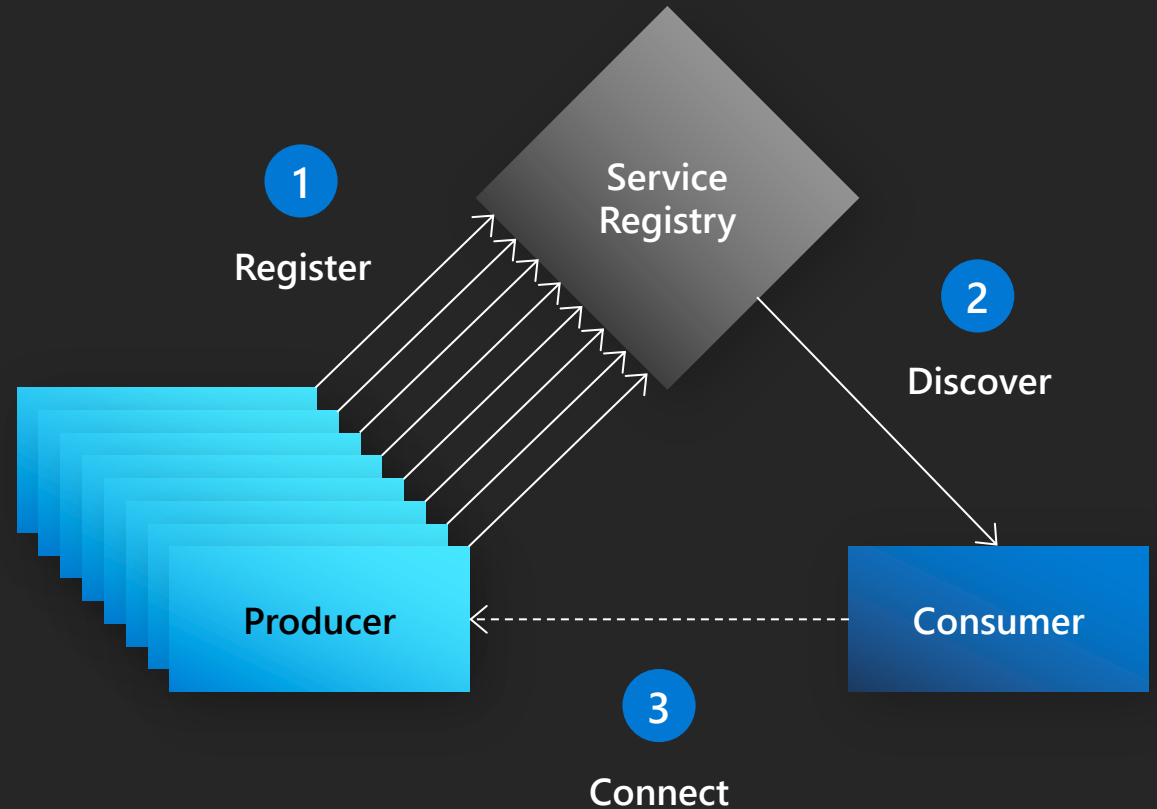 1
Register
Service
Registry
2
Discover
Producer
Consumer
3
Connect